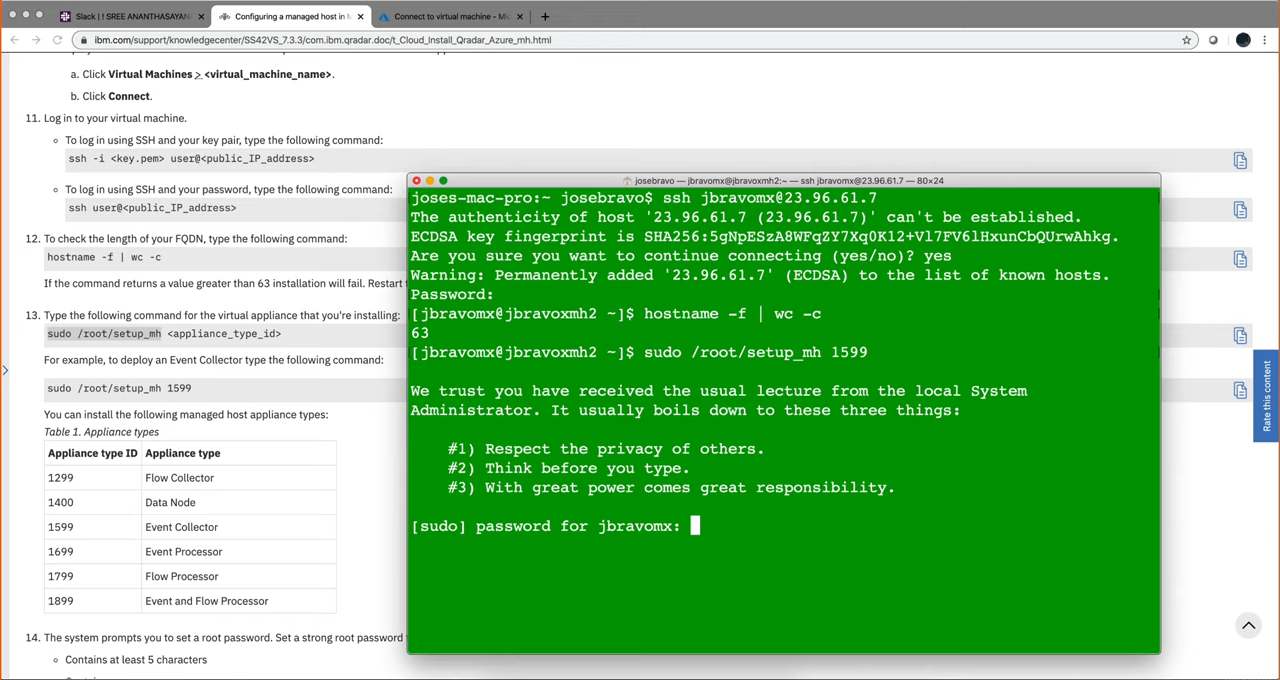 Slack | ! SREE ANANTHASAYAN
Configuring a managed host in M
Connect to virtual machine - Mic
ibm.com/support/knowledgecenter/SS42VS_7.3.3/com.ibm.qradar.doc/t_Cloud_Install_Qradar_Azure_mh.html
a. Click Virtual Machines > <virtual_machine_name>.
b. Click Connect.
11. Log in to your virtual machine.
To log in using SSH and your key pair, type the following command:
ssh -i <key.pem> user@<public_IP_address>
To log in using SSH and your password, type the following command:
ssh user@<public_IP_address>
12. To check the length of your FQDN, type the following command:
hostname -f | wc -c
If the command returns a value greater than 63 installation will fail. Restart
13. Type the following command for the virtual appliance that you're installing:
sudo /root/setup_mh <appliance_type_id>
For example, to deploy an Event Collector type the following command:
sudo /root/setup_mh 1599
You can install the following managed host appliance types:
Table 1. Appliance types
Appliance type ID Appliance type
1299 Flow Collector
1400 Data Node
1599 Event Collector
1699 Event Processor
1799 Flow Processor
1899 Event and Flow Processor
14. The system prompts you to set a root password. Set a strong root password
Contains at least 5 characters
Rate this content
josebravo — jbravomx@jbravoxmh2:~ — ssh jbravomx@23.96.61.7 — 80×24
joses-mac-pro:~ josebravo$ ssh jbravomx@23.96.61.7
The authenticity of host '23.96.61.7 (23.96.61.7)' can't be established.
ECDSA key fingerprint is SHA256:5gNpESzA8WFqZY7Xq0K12+Vl7FV6lHxunCbQUrwAhkg.
Are you sure you want to continue connecting (yes/no)? yes
Warning: Permanently added '23.96.61.7' (ECDSA) to the list of known hosts.
Password:
[jbravomx@jbravoxmh2 ~]$ hostname -f | wc -c
63
[jbravomx@jbravoxmh2 ~]$ sudo /root/setup_mh 1599
We trust you have received the usual lecture from the local System
Administrator. It usually boils down to these three things:
#1) Respect the privacy of others.
#2) Think before you type.
#3) With great power comes great responsibility.
[sudo] password for jbravomx: